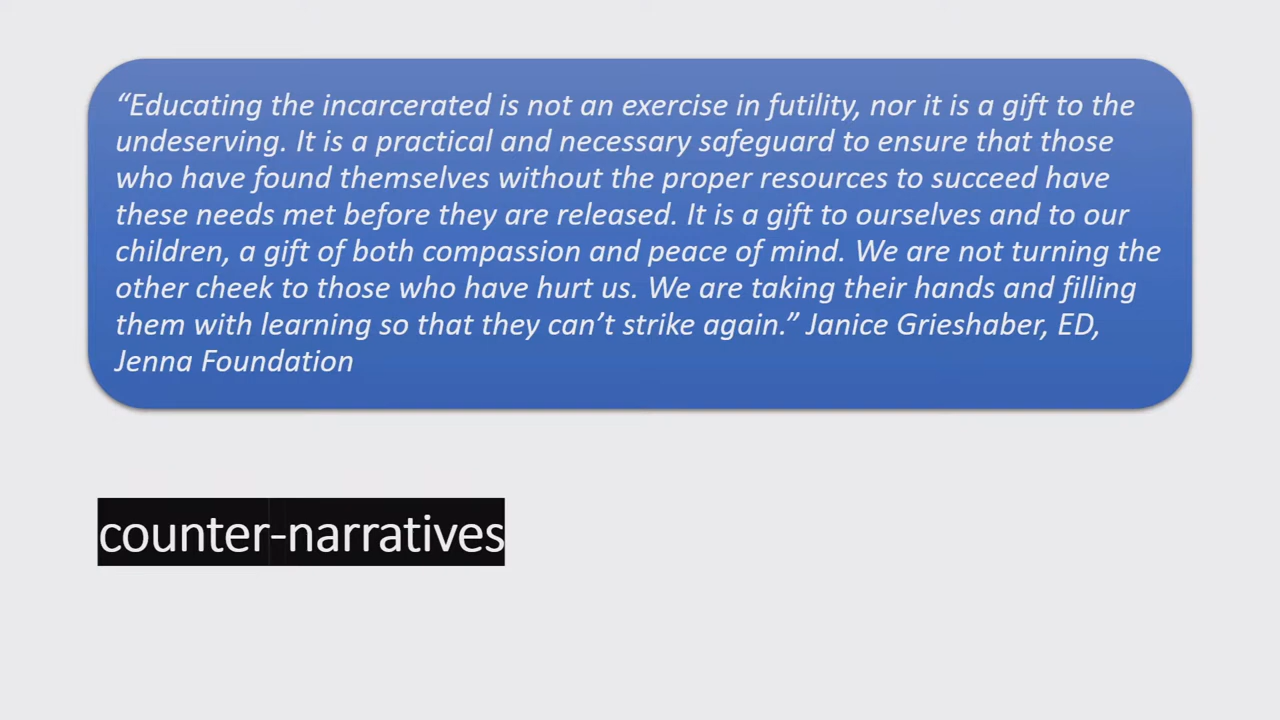 “Educating the incarcerated is not an exercise in futility, nor it is a gift to the
undeserving. It is a practical and necessary safeguard to ensure that those
who have found themselves without the proper resources to succeed have
these needs met before they are released. It is a gift to ourselves and to our
children, a gift of both compassion and peace of mind. We are not turning the
other cheek to those who have hurt us. We are taking their hands and filling
them with learning so that they can’t strike again.” Janice Grieshaber, ED,
Jenna Foundation
counter-narratives